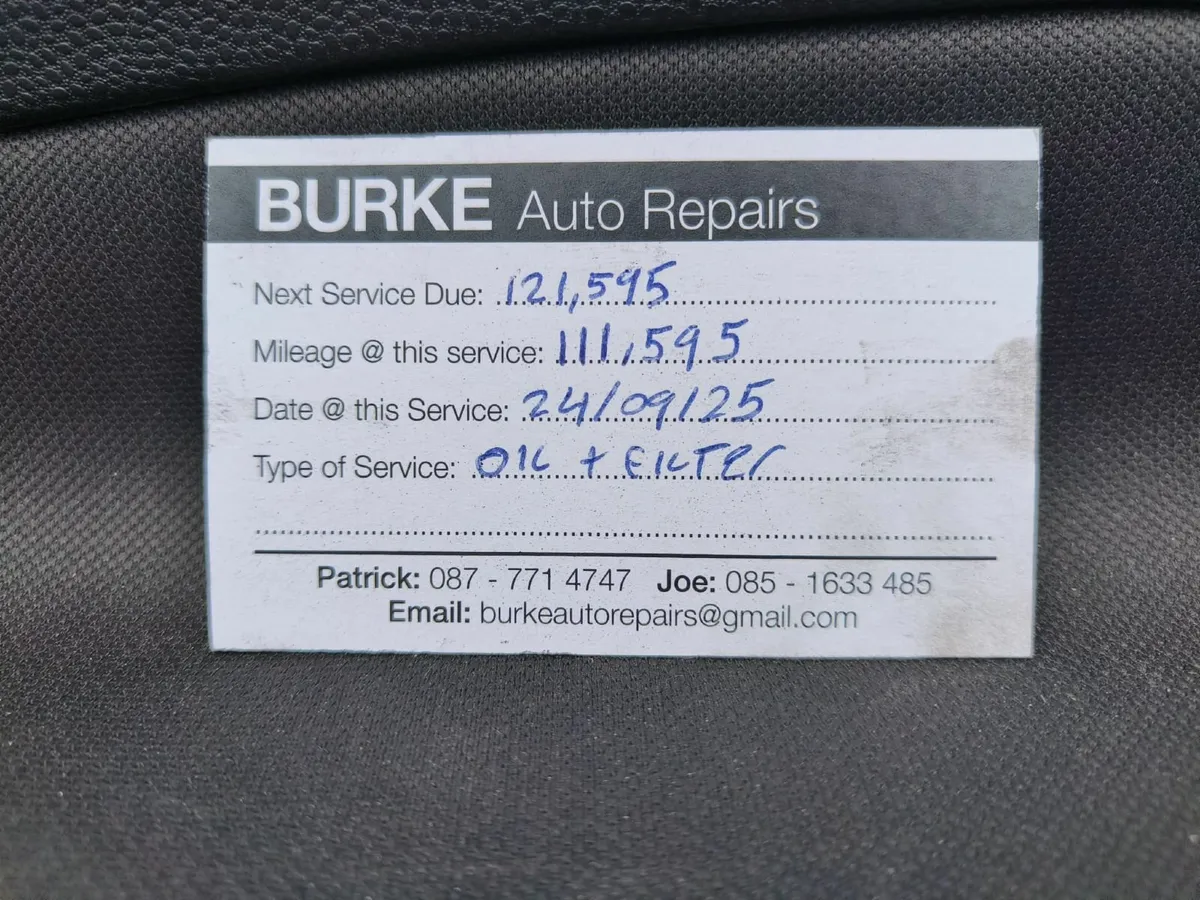 BURKE Auto Repairs
Next Service Due: 121,595
Mileage @ this service: 111,595
Date @ this Service: 24/09/25
Type of Service: OIL + FILTER
Patrick: 087 - 771 4747 Joe: 085 - 1633 485
Email: burkeautorepairs@gmail.com